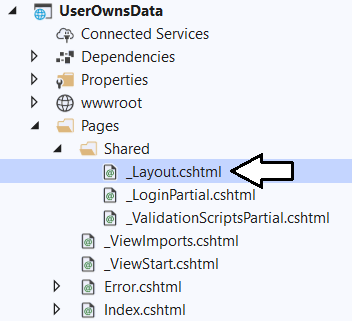 UserOwnsData
Connected Services
Dependencies
Properties
wwwroot
Pages
Shared
_Layout.cshtml
_LoginPartial.cshtml
_ValidationScriptsPartial.cshtml
_ViewImports.cshtml
_ViewStart.cshtml
Error.cshtml
Index.cshtml